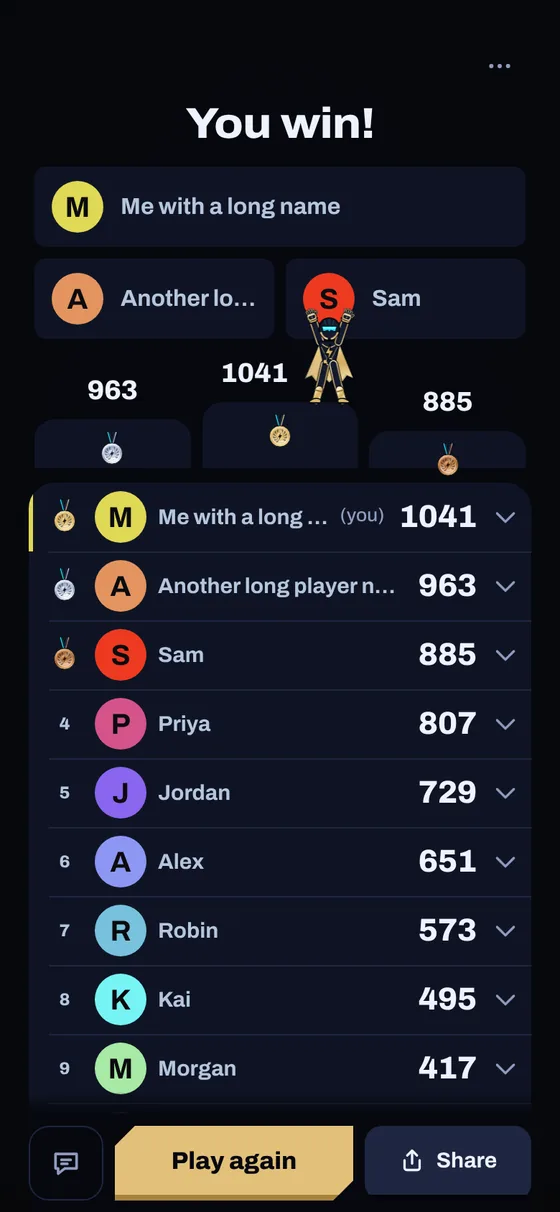 You win!
M Me with a long name
A Another lo...
S Sam
963
1041
885
M Me with a long ... (you) 1041
A Another long player n... 963
S Sam 885
4 P Priya 807
5 J Jordan 729
6 A Alex 651
7 R Robin 573
8 K Kai 495
9 M Morgan 417
Play again
Share